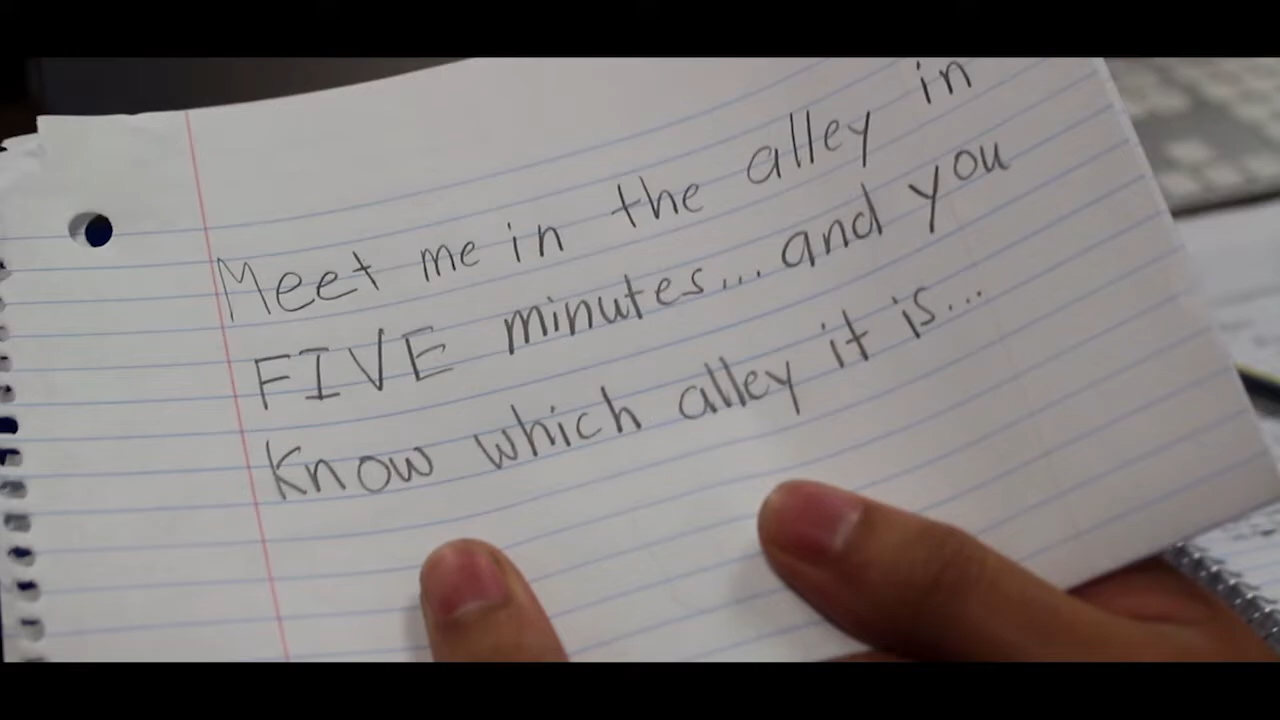 Meet me in the alley in
FIVE minutes... and you
Know which alley it is...